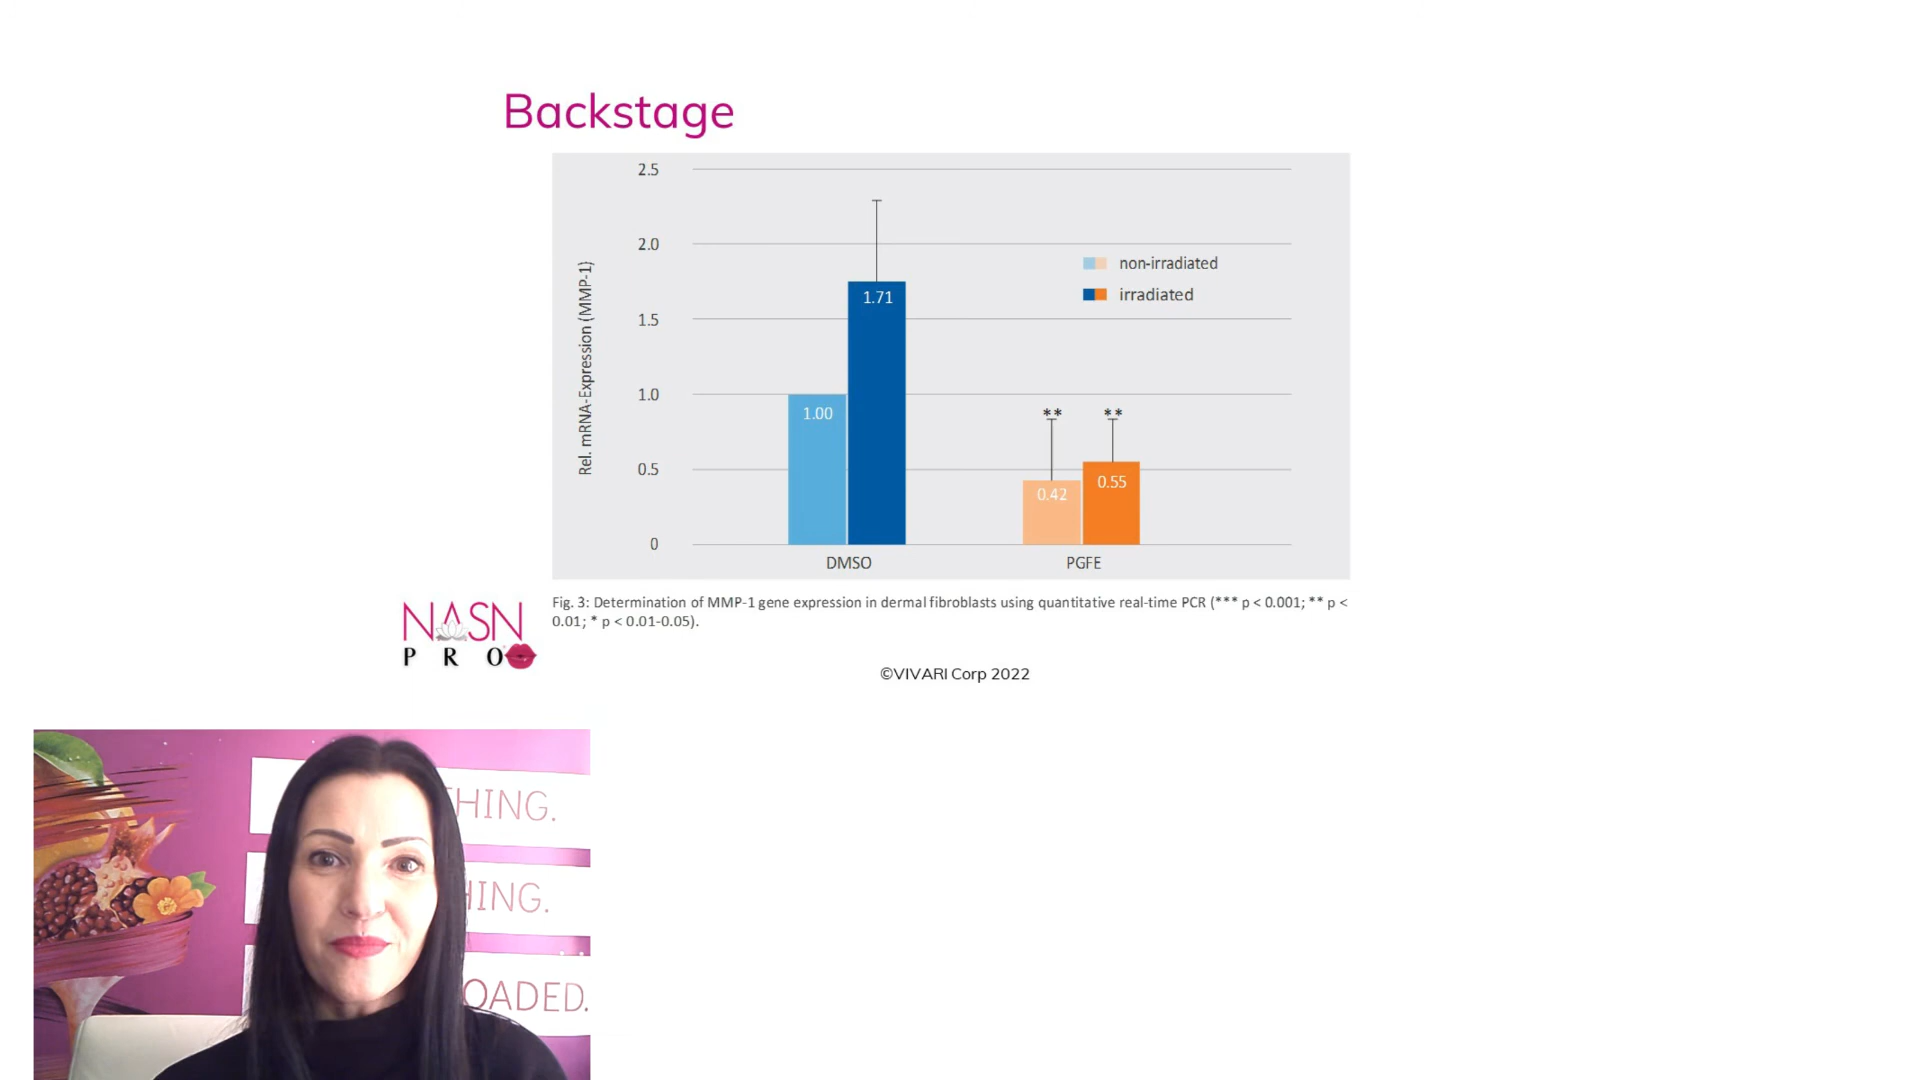 Backstage
2.5
2.0
1.5
1.0
0.5
0
Rel. mRNA-Expression (MMP-1)
non-irradiated
irradiated
1.00
1.71
**
**
0.42
0.55
DMSO
PGFE
Fig. 3: Determination of MMP-1 gene expression in dermal fibroblasts using quantitative real-time PCR (*** p < 0.001; ** p <
0.01; * p < 0.01-0.05).
NASN
PRO
©VIVARI Corp 2022
HING.
HING.
OADED.